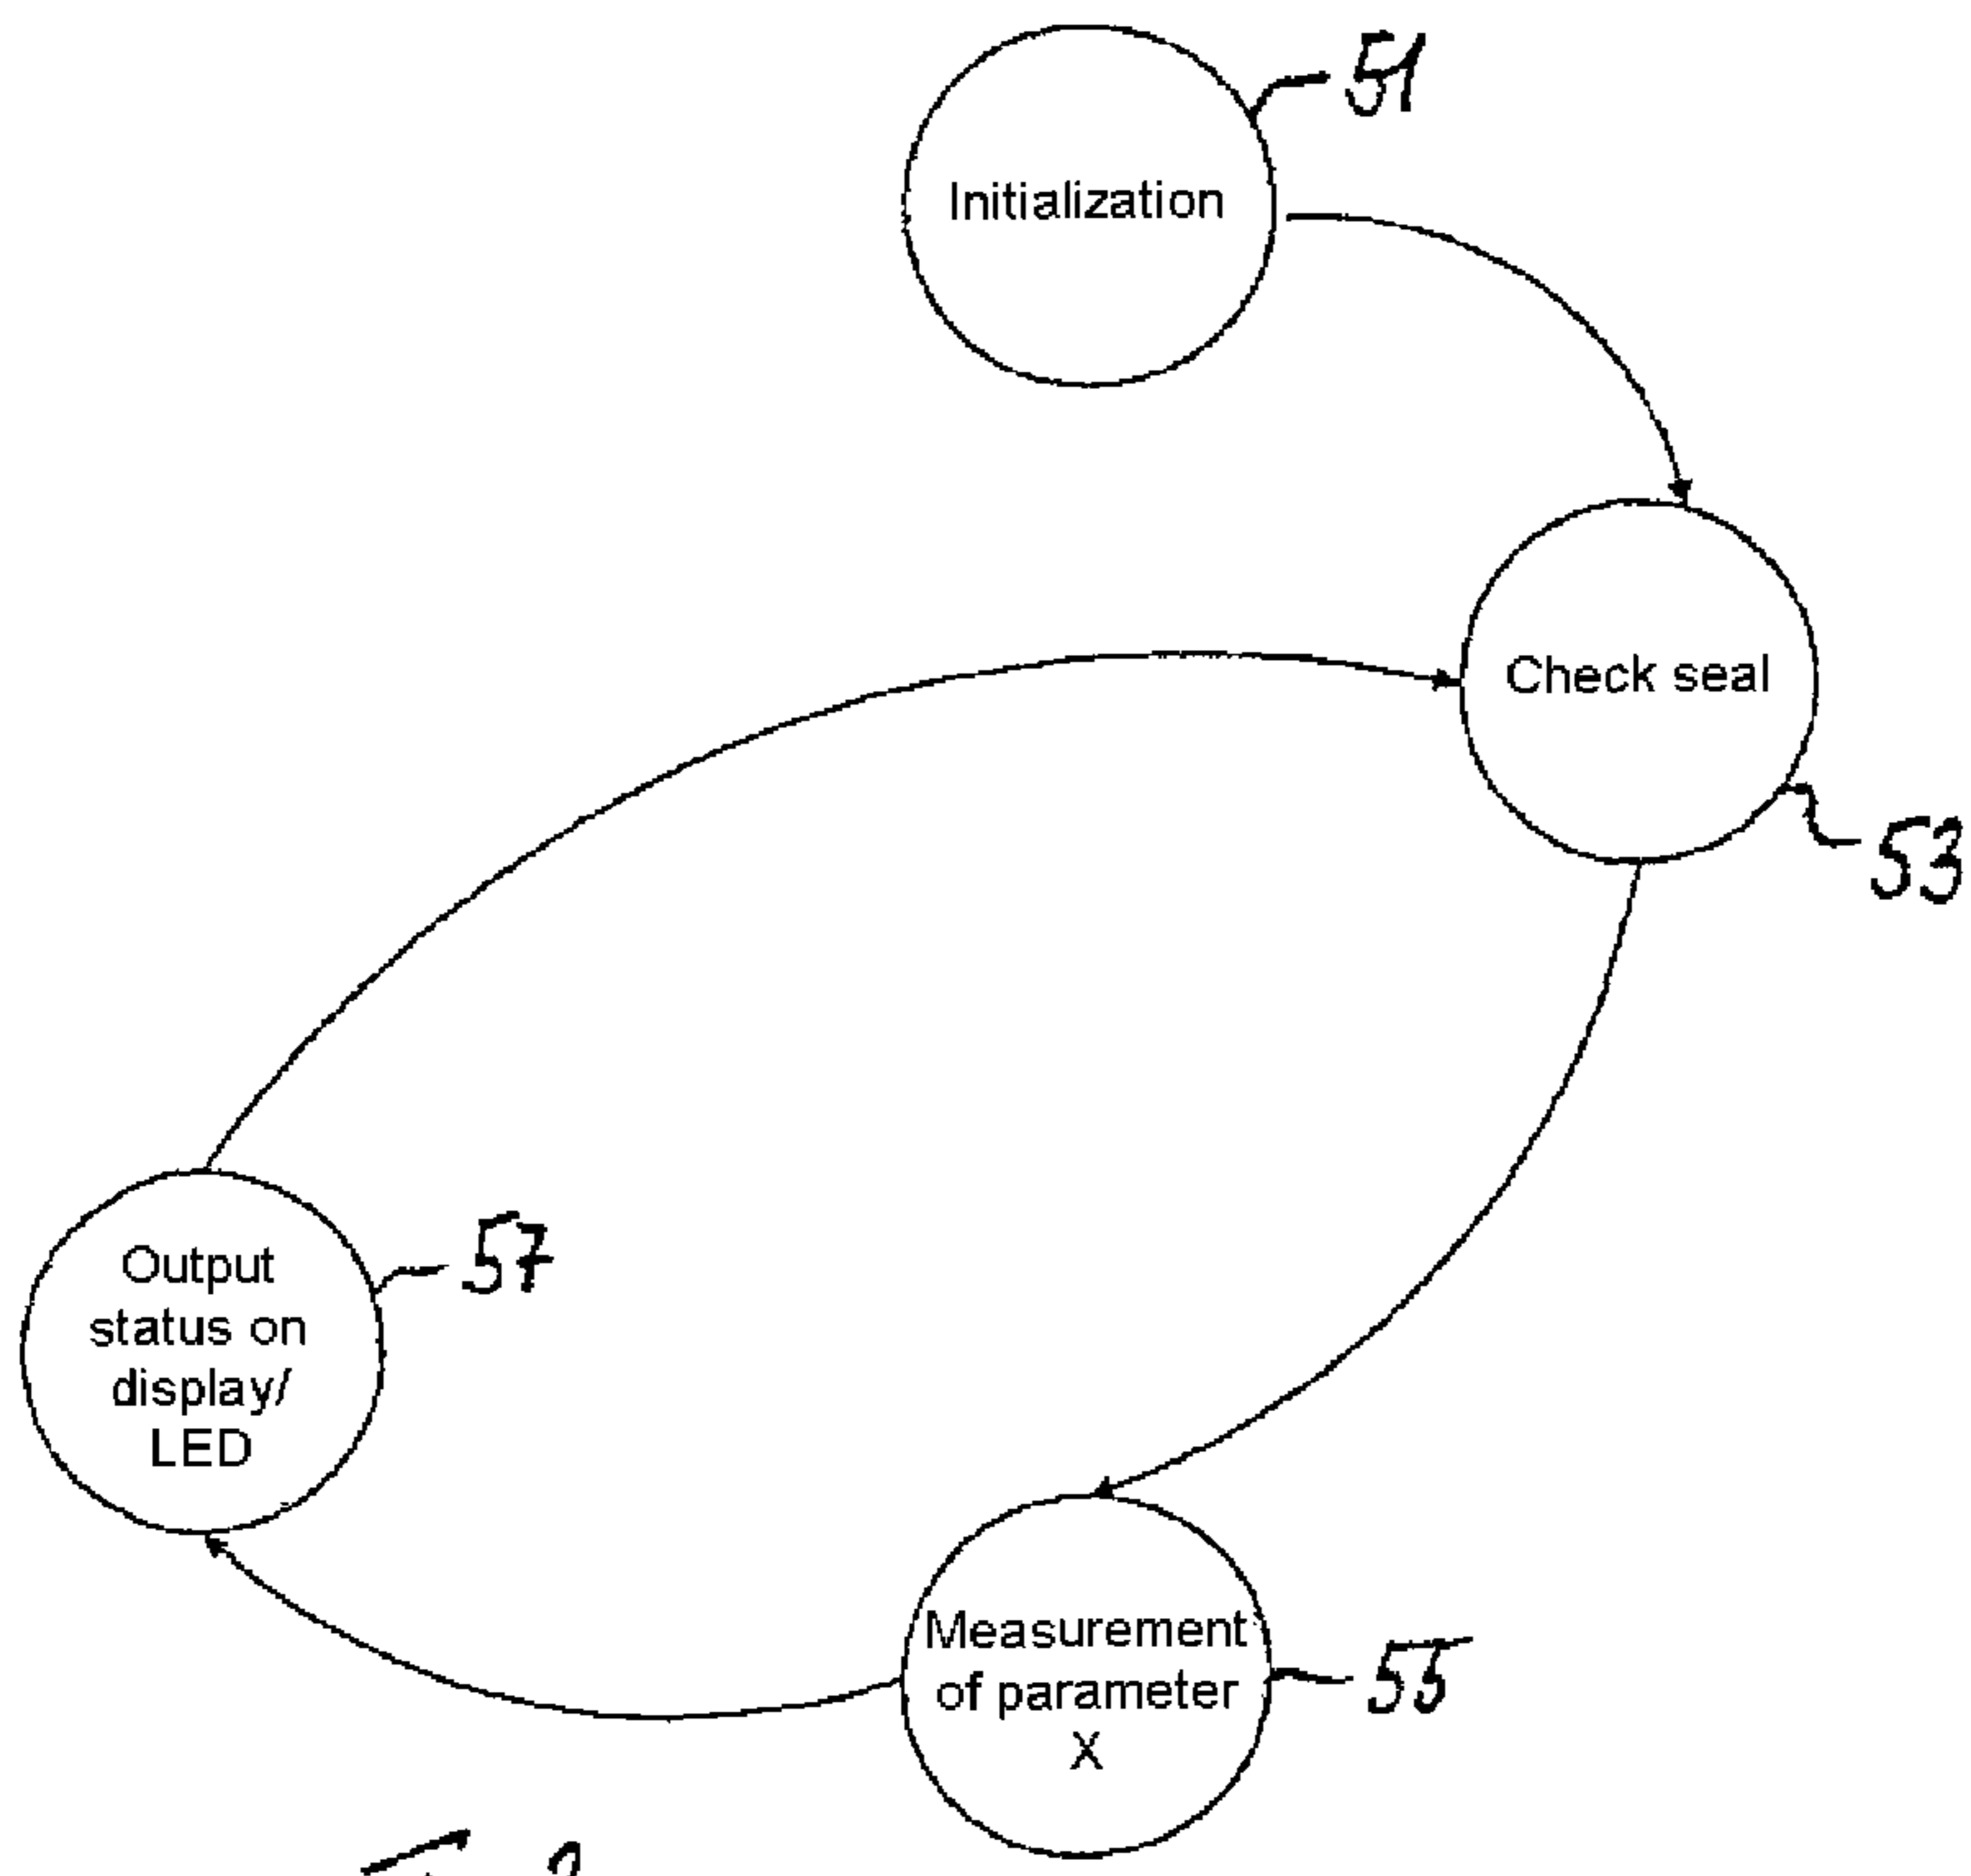 51
Initialization
Check seal
53
Output
status on
display/
LED
57
Measurement
of parameter
X
55